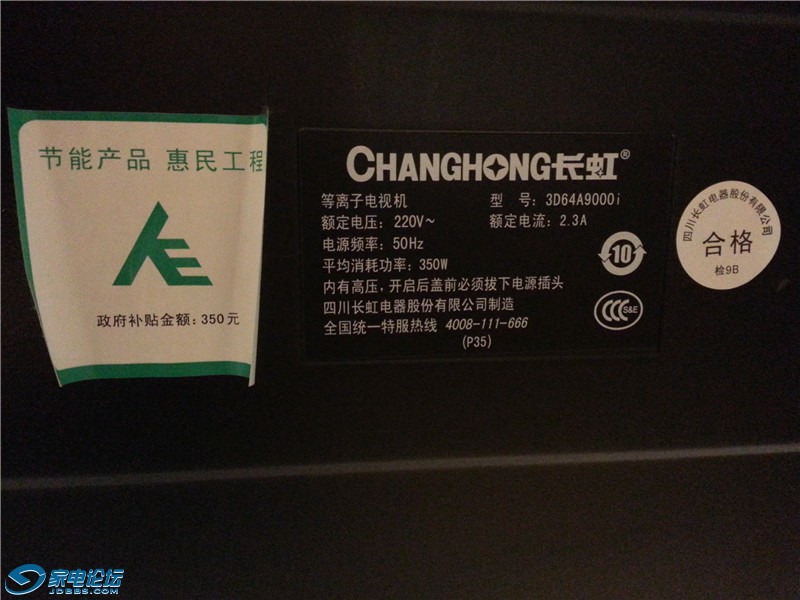 节能产品 惠民工程
政府补贴金额：350元
CHANGHONG长虹®
等离子电视机 型 号：3D64A9000i
额定电压：220V~ 额定电流：2.3A
电源频率：50Hz
平均消耗功率：350W
内有高压，开启后盖前必须拔下电源插头
四川长虹电器股份有限公司制造
全国统一特服热线 4008-111-666
(P35)
10
CCC S&E
四川长虹电器股份有限公司
合格
检9B
家电论坛
JDBBS.COM